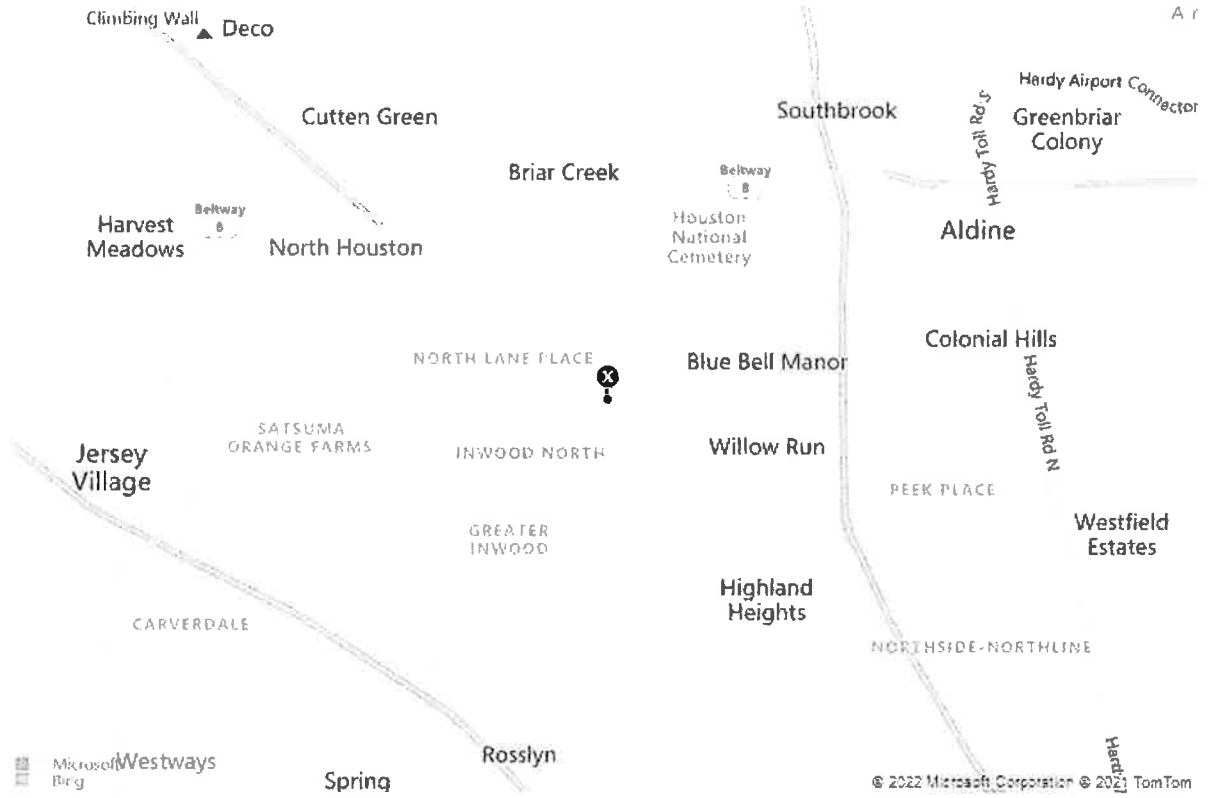 Climbing Wall
Deco
Cutten Green
Briar Creek
Southbrook
Hardy Toll Rd S
Hardy Airport Connector
Greenbriar
Colony
Beltway
8
Houston
National
Cemetery
Aldine
Harvest
Meadows
Beltway
8
North Houston
NORTH LANE PLACE
X
Blue Bell Manor
Colonial Hills
Hardy Toll Rd N
SATSUMA
ORANGE FARMS
INWOOD NORTH
Willow Run
Jersey
Village
PEEK PLACE
GREATER
INWOOD
Westfield
Estates
Highland
Heights
CARVERDALE
NORTHSIDE-NORTHLINE
Microsoft
Bing
Westways
Rosslyn
Spring
© 2022 Microsoft Corporation © 2021 TomTom